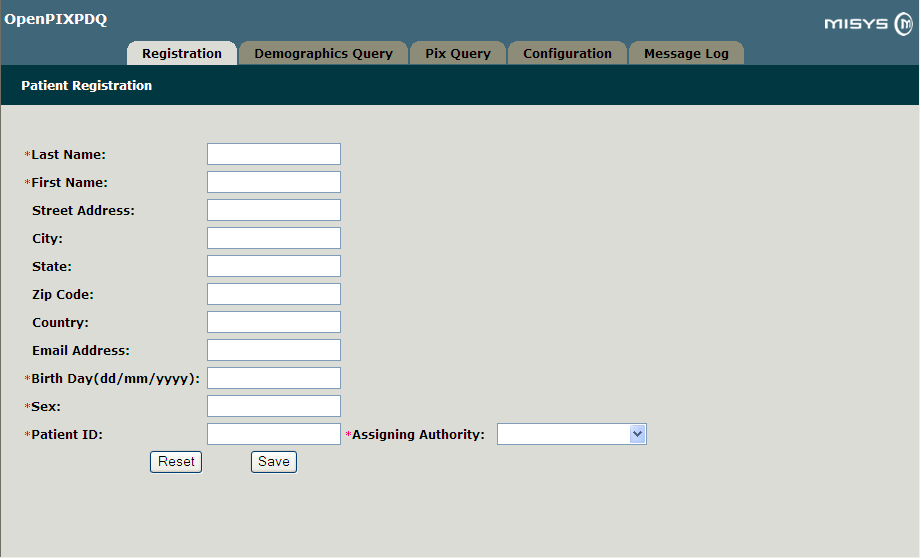 OpenPIXPDQ
MISYS
Registration Demographics Query Pix Query Configuration Message Log
Patient Registration
*Last Name:
*First Name:
Street Address:
City:
State:
Zip Code:
Country:
Email Address:
*Birth Day(dd/mm/yyyy):
*Sex:
*Patient ID: *Assigning Authority:
Reset Save